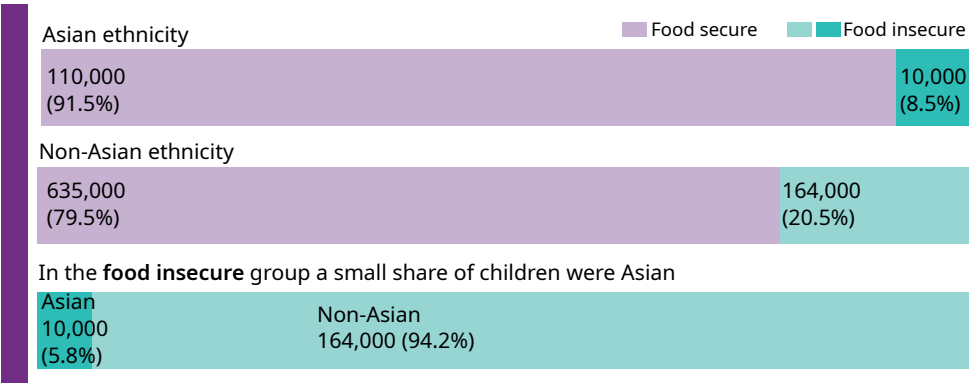 Asian ethnicity
Food secure
Food insecure
110,000
(91.5%)
10,000
(8.5%)
Non-Asian ethnicity
635,000
(79.5%)
164,000
(20.5%)
In the food insecure group a small share of children were Asian
Asian
10,000
(5.8%)
Non-Asian
164,000 (94.2%)